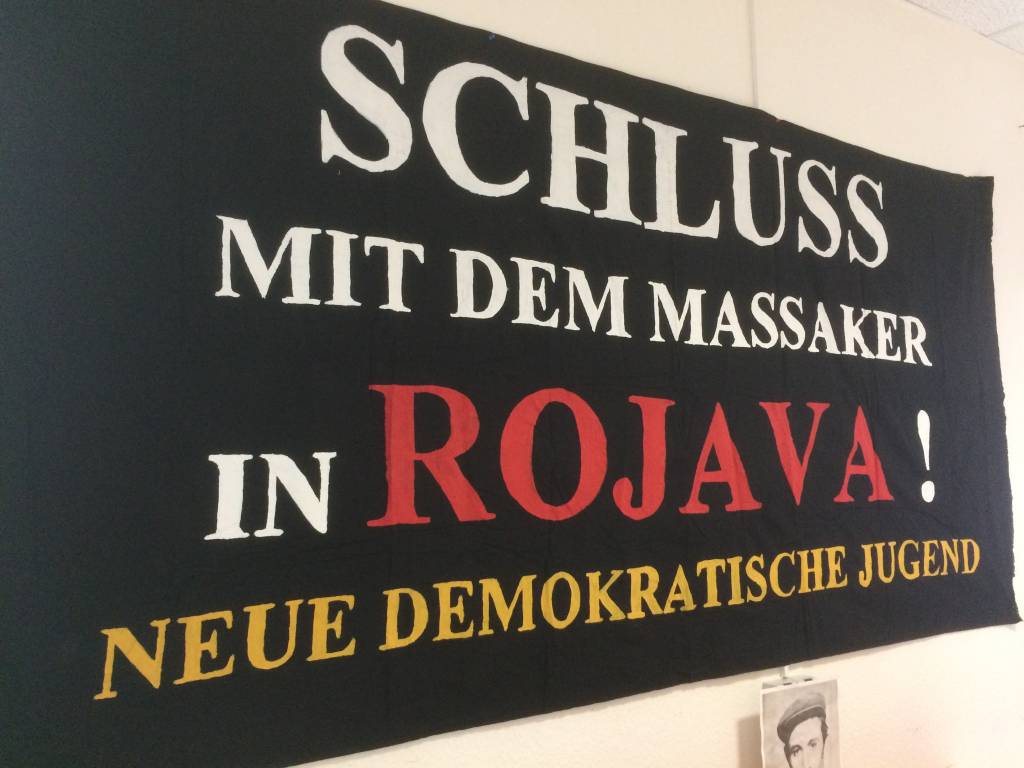 SCHLUSS
MIT DEM MASSAKER
IN ROJAVA !
NEUE DEMOKRATISCHE JUGEND